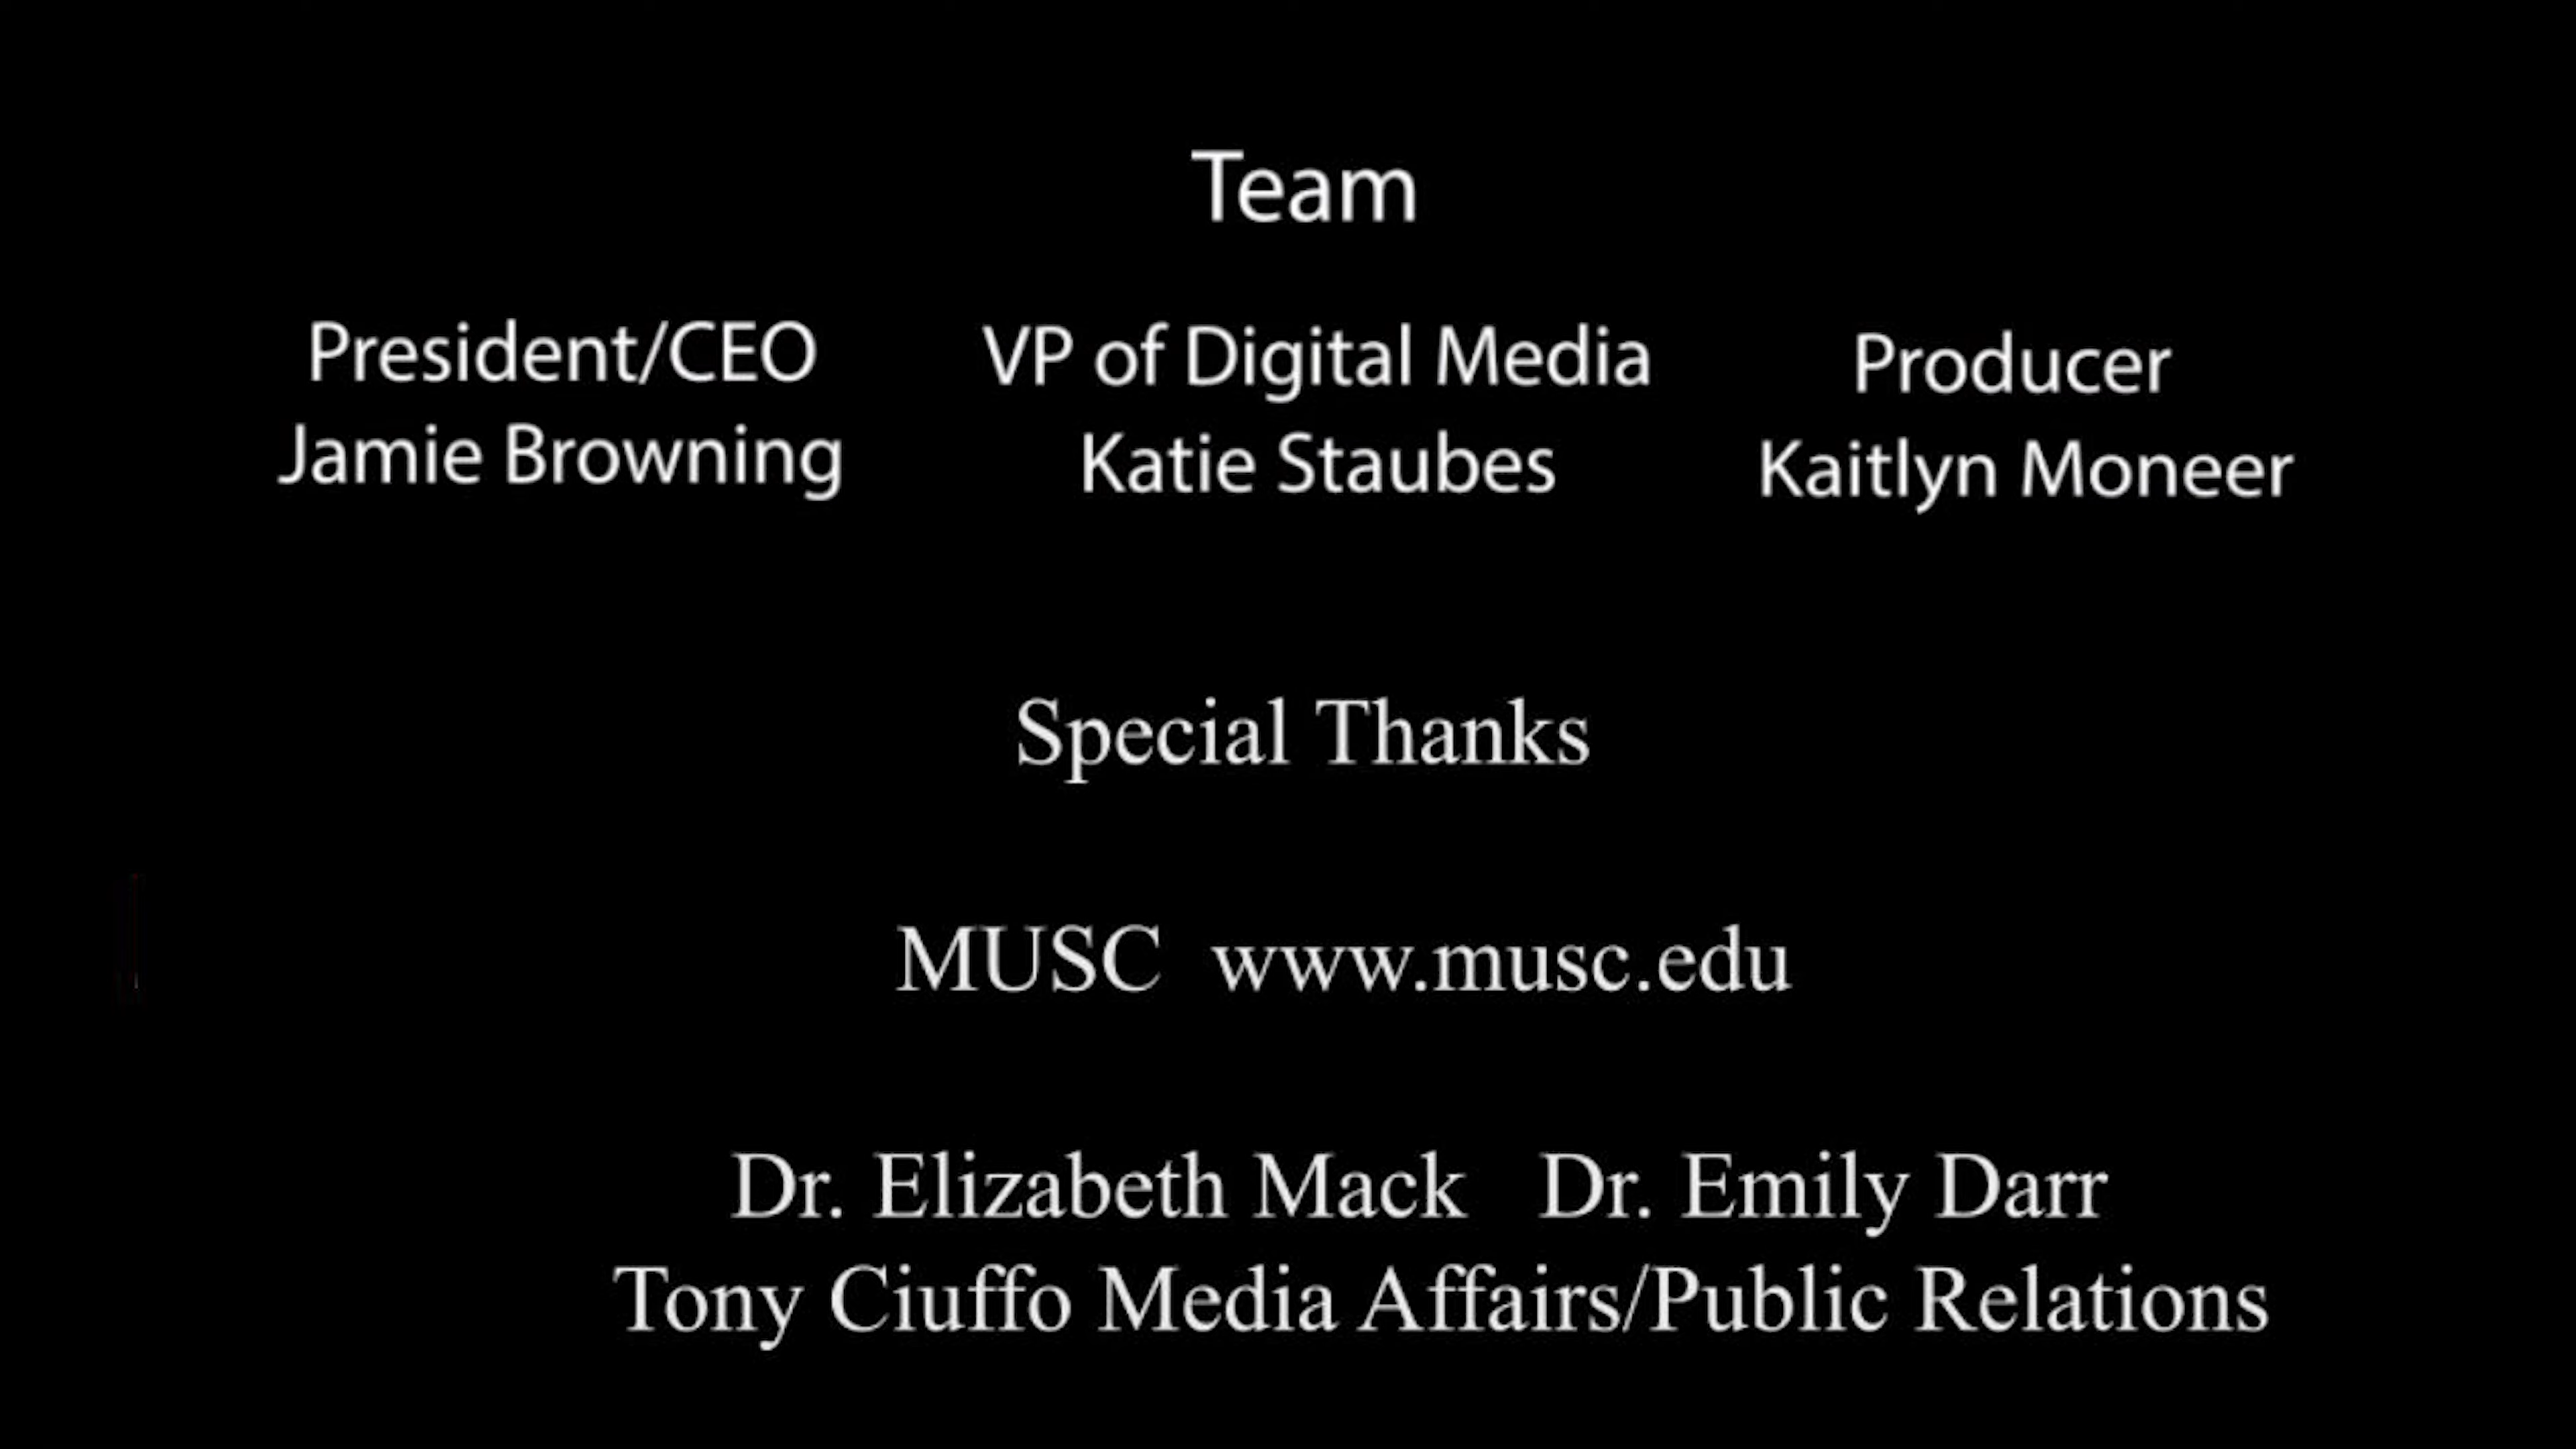 Team
President/CEO VP of Digital Media Producer
Jamie Browning Katie Staubes Kaitlyn Moneer
Special Thanks
MUSC www.musc.edu
Dr. Elizabeth Mack Dr. Emily Darr
Tony Ciuffo Media Affairs/Public Relations